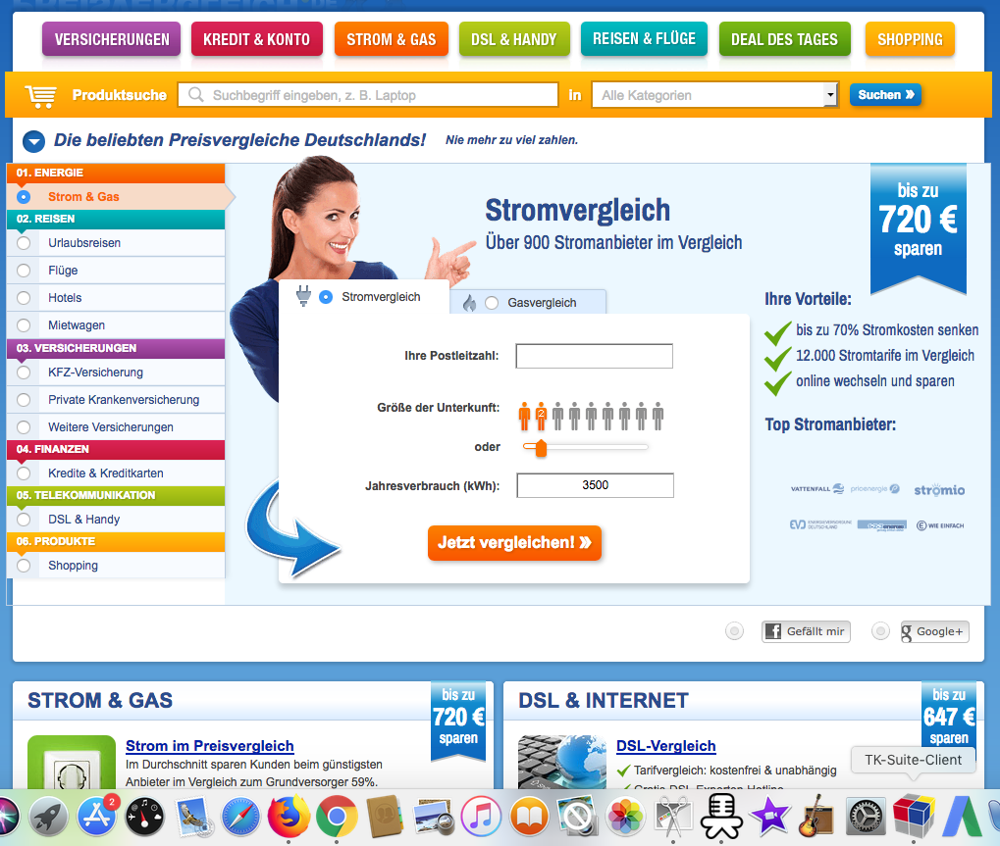 VERSICHERUNGEN KREDIT & KONTO STROM & GAS DSL & HANDY REISEN & FLÜGE DEAL DES TAGES SHOPPING
Produktsuche Suchbegriff eingeben, z. B. Laptop In Alle Kategorien Suchen »
Die beliebten Preisvergleiche Deutschlands! Nie mehr zu viel zahlen.
01. ENERGIE
Strom & Gas
02. REISEN
Urlaubsreisen
Flüge
Hotels
Mietwagen
03. VERSICHERUNGEN
KFZ-Versicherung
Private Krankenversicherung
Weitere Versicherungen
04. FINANZEN
Kredite & Kreditkarten
05. TELEKOMMUNIKATION
DSL & Handy
06. PRODUKTE
Shopping
Stromvergleich
Über 900 Stromanbieter im Vergleich
bis zu
720 €
sparen
Stromvergleich Gasvergleich
Ihre Postleitzahl:
Größe der Unterkunft: 2
oder
Jahresverbrauch (kWh): 3500
Jetzt vergleichen! »
Ihre Vorteile:
bis zu 70% Stromkosten senken
12.000 Stromtarife im Vergleich
online wechseln und sparen
Top Stromanbieter:
VATTENFALL prioenergie stromio
EVD ENERGIEVERSORGUNG DEUTSCHLAND WIE EINFACH
Gefällt mir Google+
STROM & GAS
bis zu
720 €
sparen
Strom im Preisvergleich
Im Durchschnitt sparen Kunden beim günstigsten
Anbieter im Vergleich zum Grundversorger 59%.
DSL & INTERNET
bis zu
647 €
sparen
DSL-Vergleich
Tarifvergleich: kostenfrei & unabhängig
Gratis DSL-Experten-Hotline
TK-Suite-Client
2